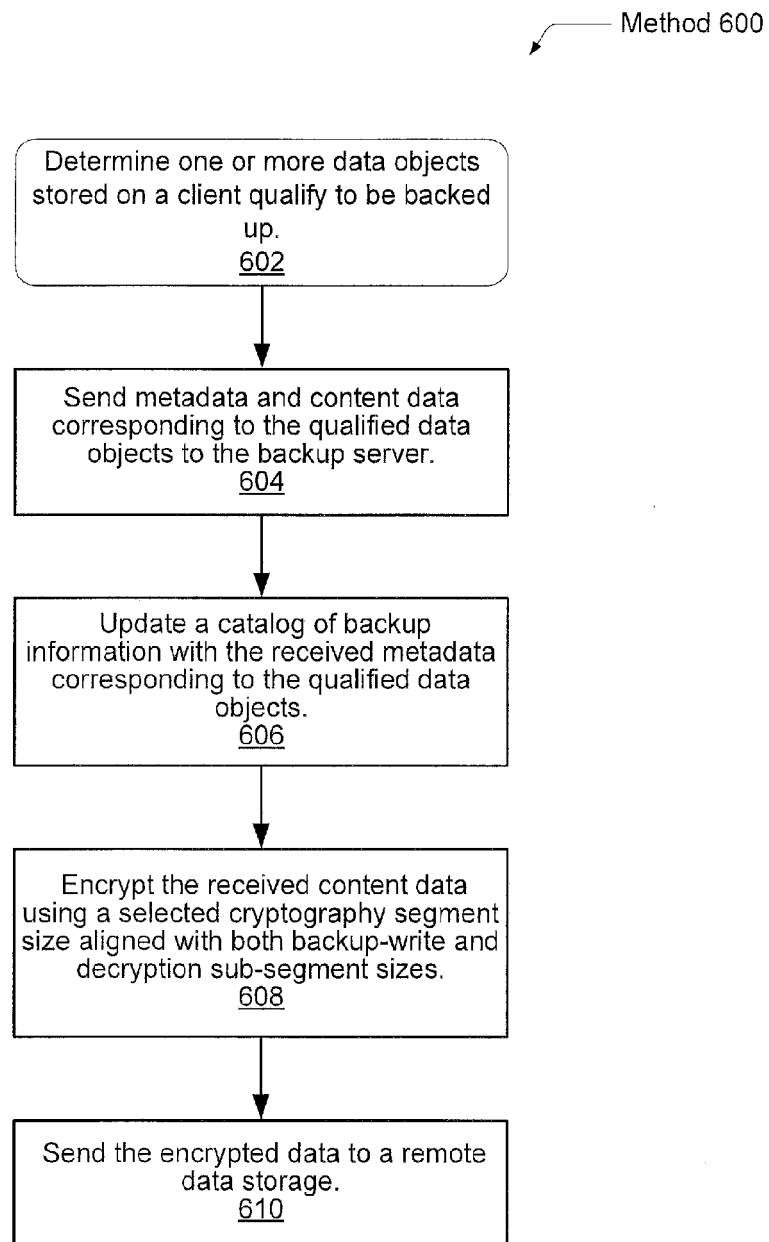 Method 600
Determine one or more data objects
stored on a client qualify to be backed
up.
602
Send metadata and content data
corresponding to the qualified data
objects to the backup server.
604
Update a catalog of backup
information with the received metadata
corresponding to the qualified data
objects.
606
Encrypt the received content data
using a selected cryptography segment
size aligned with both backup-write and
decryption sub-segment sizes.
608
Send the encrypted data to a remote
data storage.
610